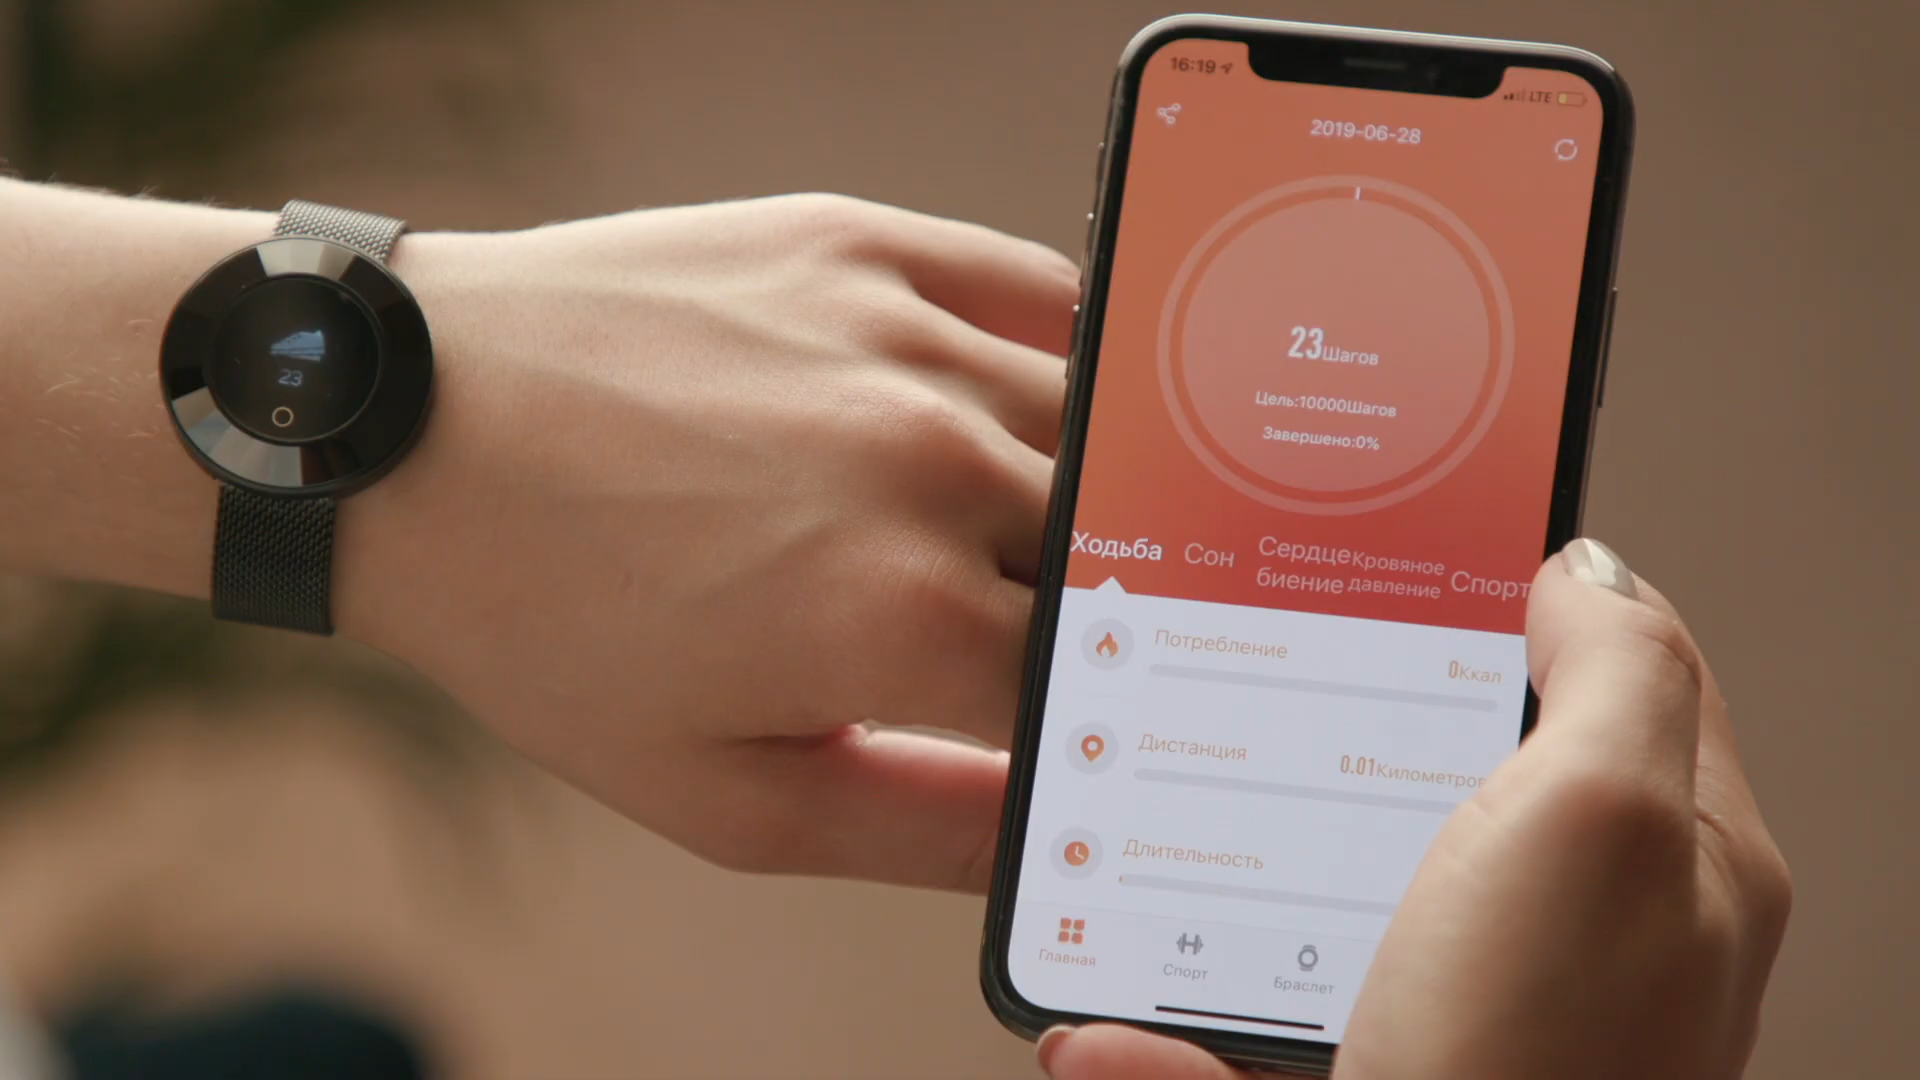 23
16:19
LTE
2019-06-28
23Шагов
Цель:10000Шагов
Завершено:0%
Ходьба
Сон
Сердце
биение
Кровяное
давление
Спорт
Потребление
0Ккал
Дистанция
0.01Километров
Длительность
Главная
Спорт
Браслет